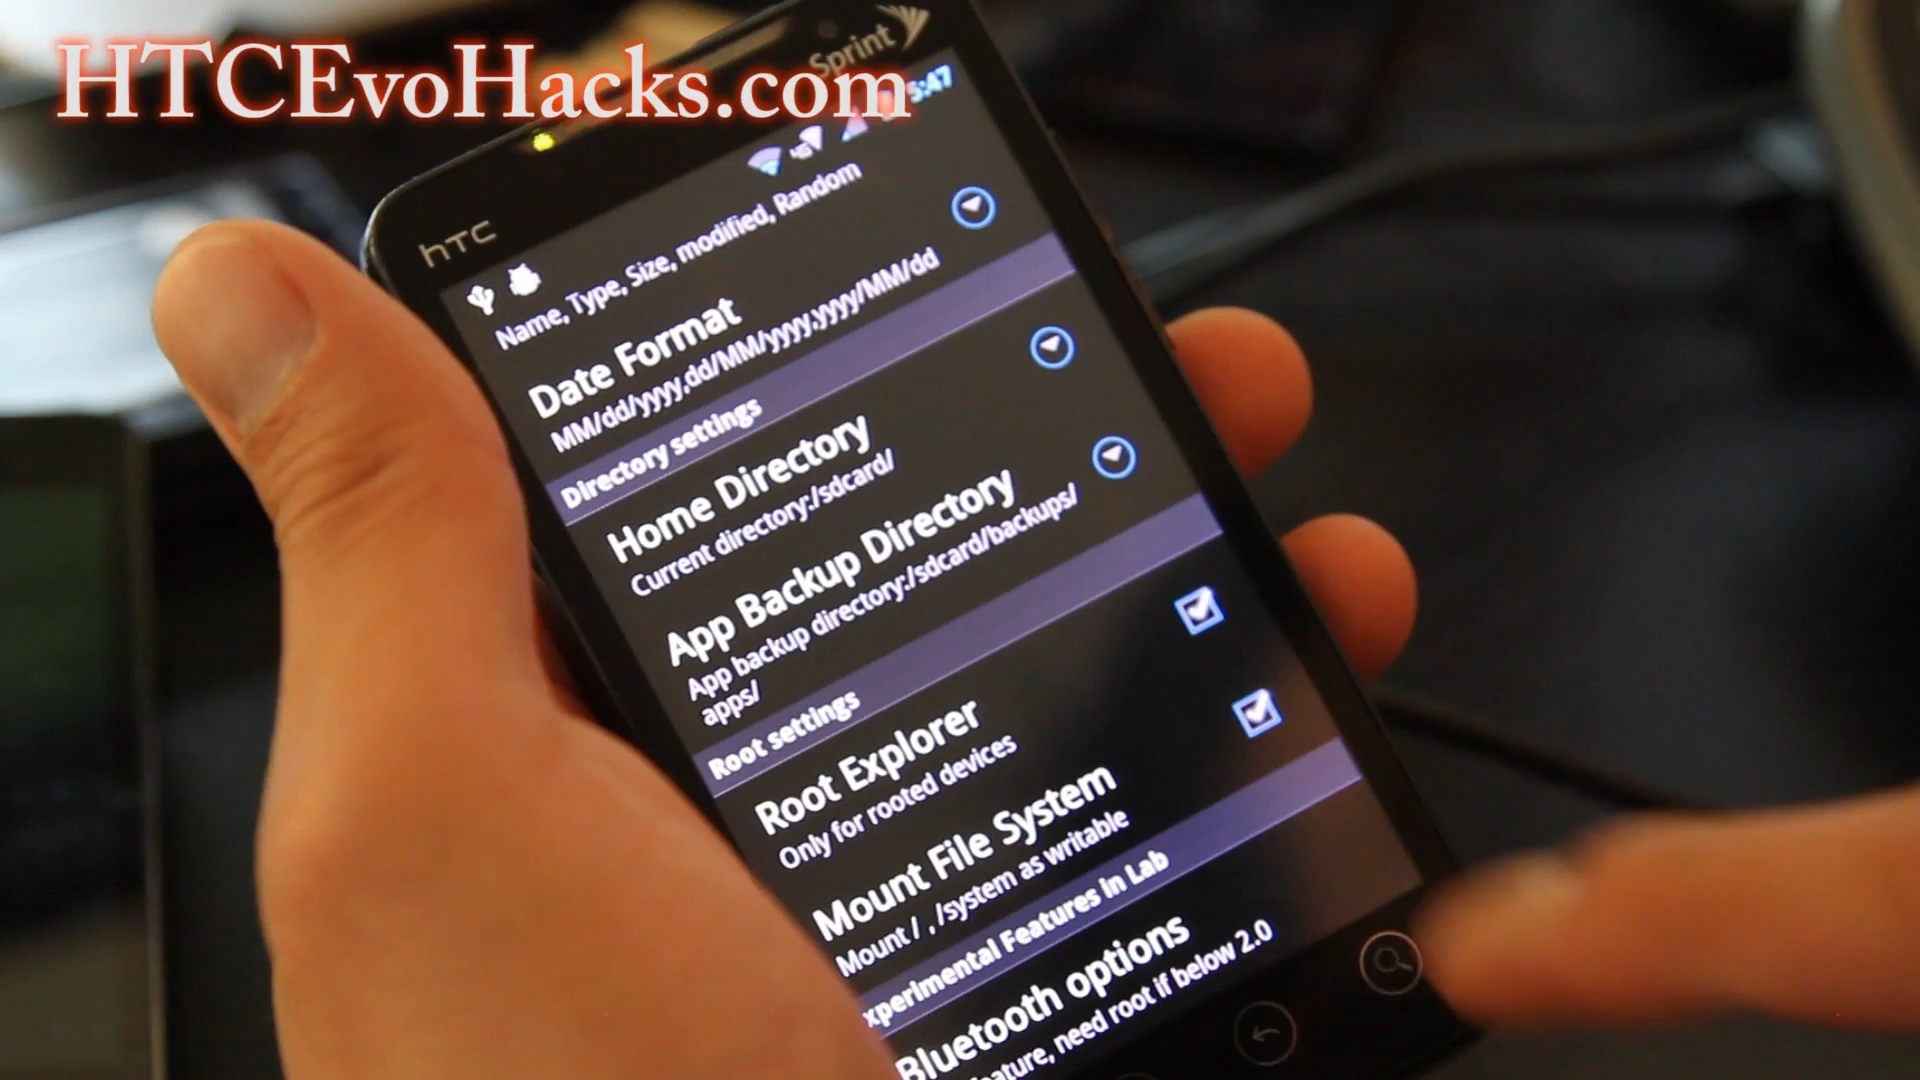 HTCEvoHacks.com
Sprint
hTC
5:47
4G
Name, Type, Size, modified, Random
Date Format
MM/dd/yyyy,dd/MM/yyyy.yyyy/MM/dd
Directory settings
Home Directory
Current directory:/sdcard/
App Backup Directory
App backup directory:/sdcard/backups/
apps/
Root settings
Root Explorer
Only for rooted devices
Mount File System
Mount / , /system as writable
xperimental Features in Lab
Bluetooth options
eature, need root if below 2.0